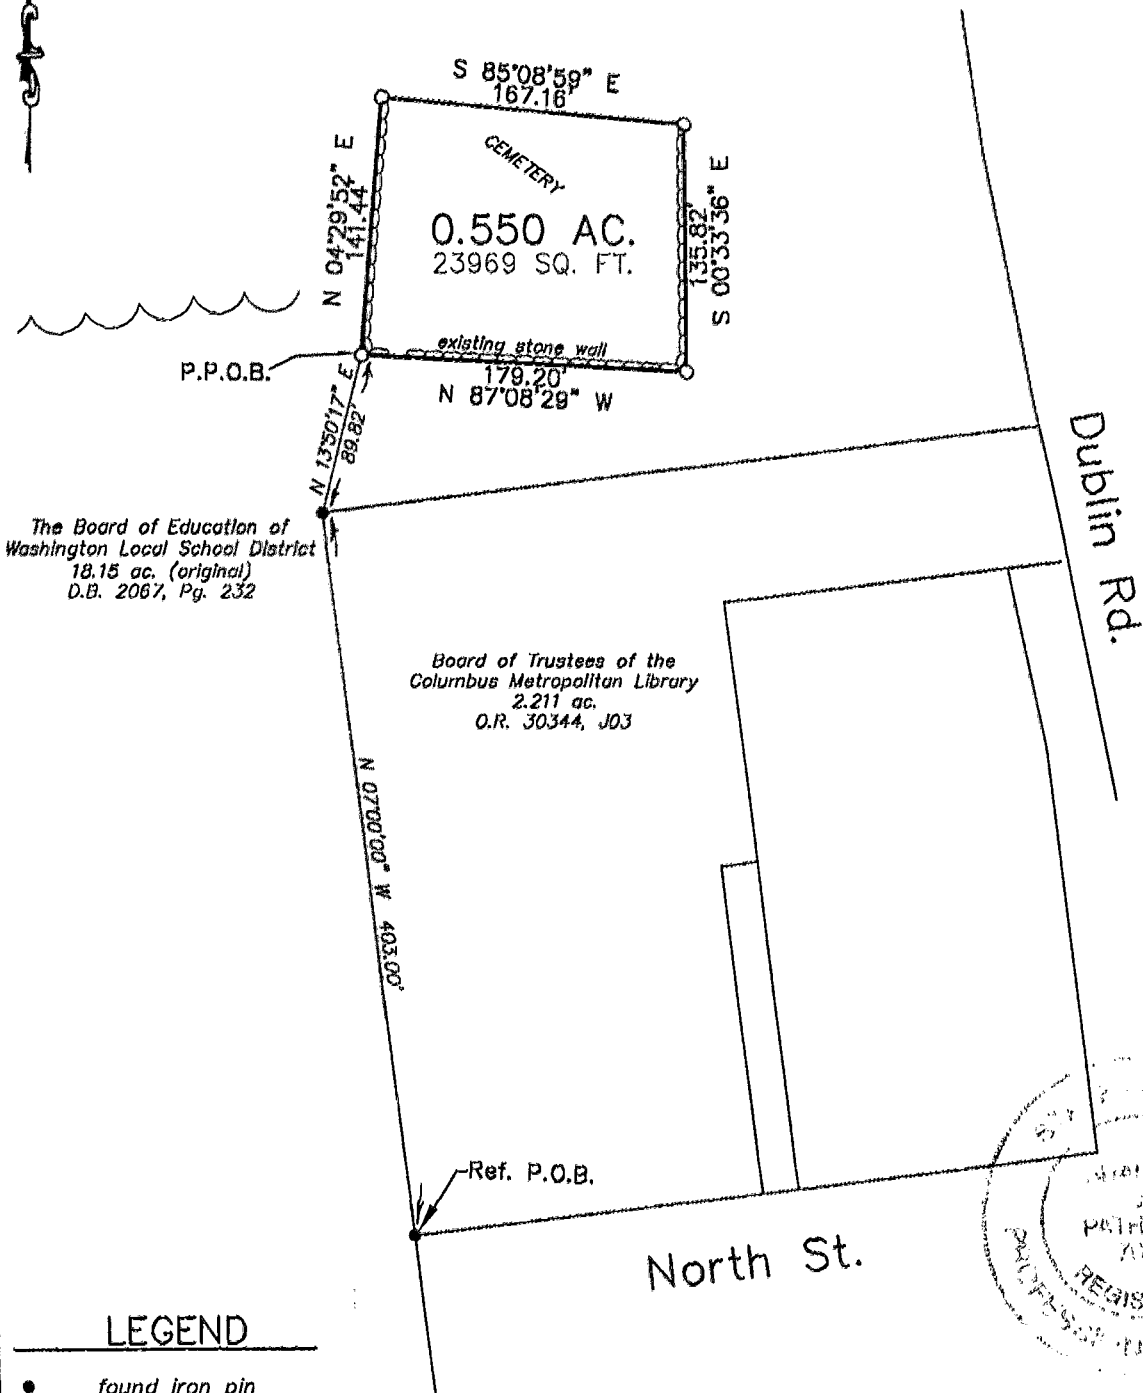 S 85°08'59" E
167.16'
N 04°29'52" E
141.44'
CEMETERY
0.550 AC.
23969 SQ. FT.
135.82'
S 00°33'36" E
existing stone wall
179.20'
N 87°08'29" W
P.P.O.B.
N 13°50'17" E
89.82'
Dublin Rd.
The Board of Education of
Washington Local School District
18.15 ac. (original)
D.B. 2067, Pg. 232
Board of Trustees of the
Columbus Metropolitan Library
2.211 ac.
O.R. 30344, J03
N 07°00'00" W 403.00'
Ref. P.O.B.
North St.
LEGEND
found iron pin